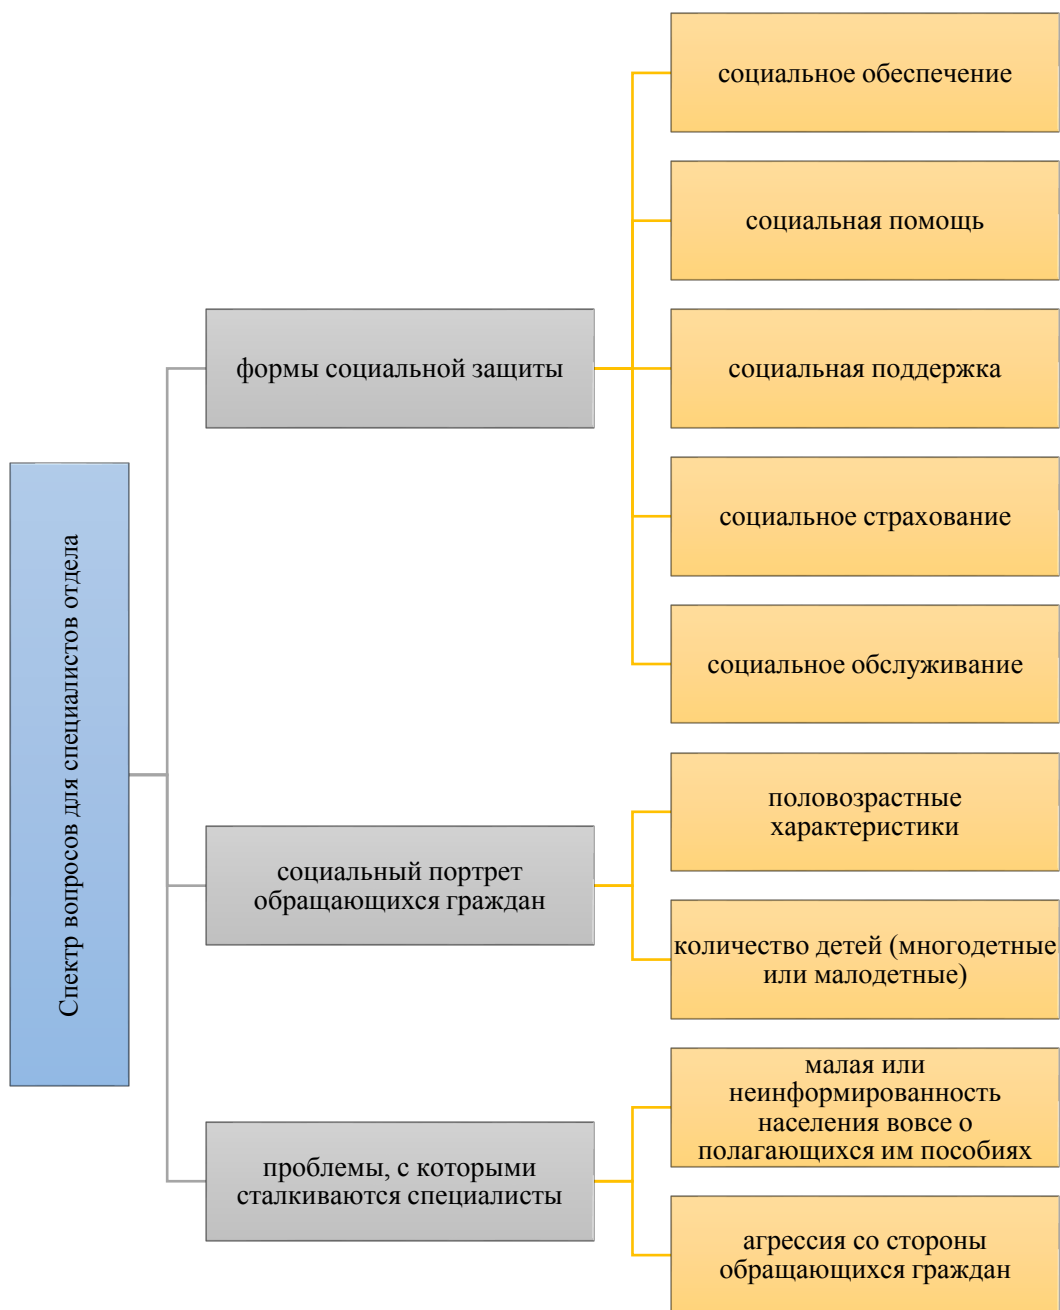 Спектр вопросов для специалистов отдела
формы социальной защиты
социальное обеспечение
социальная помощь
социальная поддержка
социальное страхование
социальное обслуживание
социальный портрет
обращающихся граждан
половозрастные
характеристики
количество детей (многодетные
или малодетные)
проблемы, с которыми
сталкиваются специалисты
малая или
неинформированность
населения вовсе о
полагающихся им пособиях
агрессия со стороны
обращающихся граждан